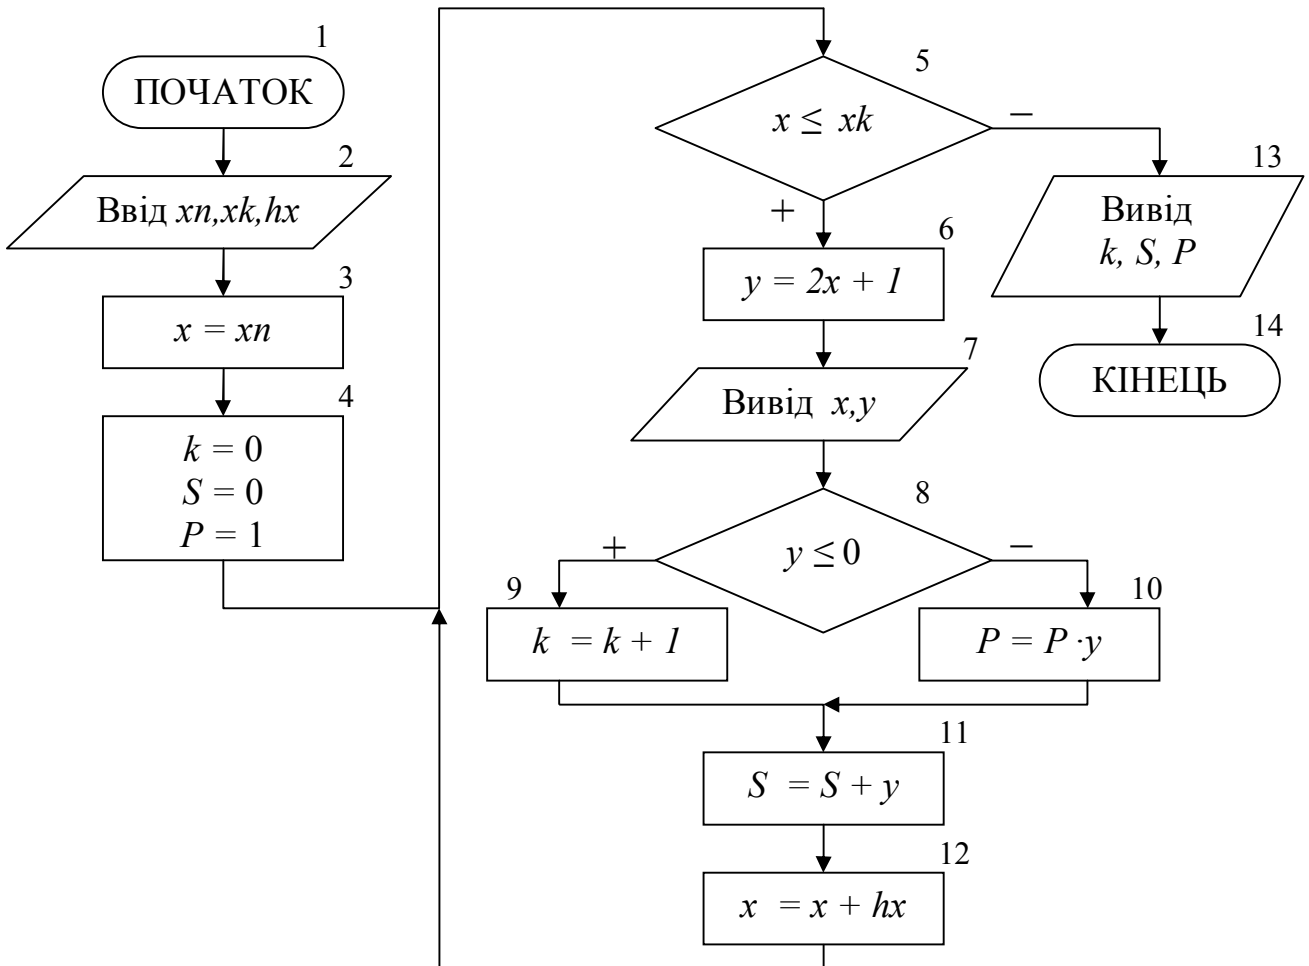 1
ПОЧАТОК
2
Ввід xn,xk,hx
3
x = xn
4
k = 0
S = 0
P = 1
5
x ≤ xk
–
+
6
y = 2x + 1
7
Вивід x,y
8
y ≤ 0
+
–
9
k = k + 1
10
P = P ·y
11
S = S + y
12
x = x + hx
13
Вивід
k, S, P
14
КІНЕЦЬ